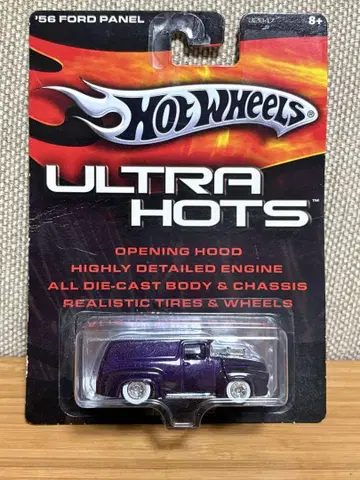 '56 FORD PANEL
8+
HOT WHEELS®
ULTRA
HOTS™
OPENING HOOD
HIGHLY DETAILED ENGINE
ALL DIE-CAST BODY & CHASSIS
REALISTIC TIRES & WHEELS